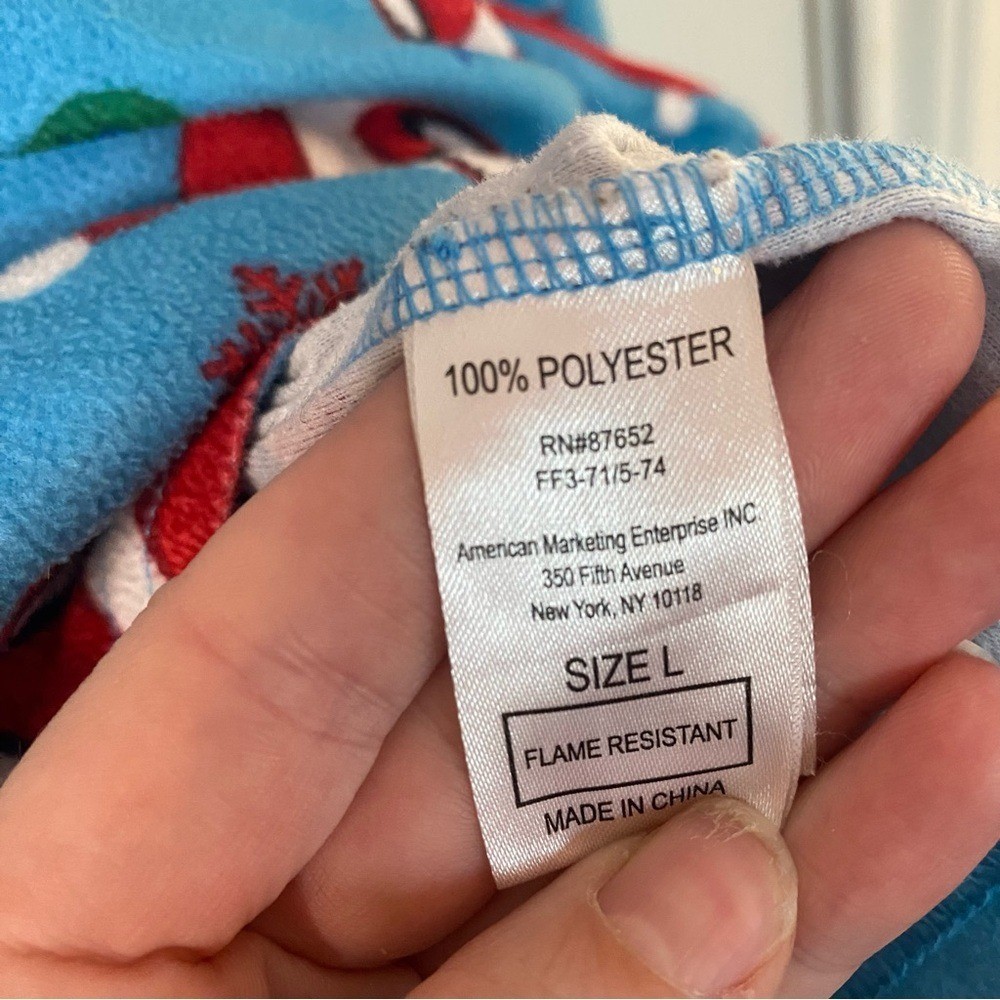 100% POLYESTER
RN#87652
FF3-71/5-74
American Marketing Enterprise INC.
350 Fifth Avenue
New York, NY 10118
SIZE L
FLAME RESISTANT
MADE IN CHINA